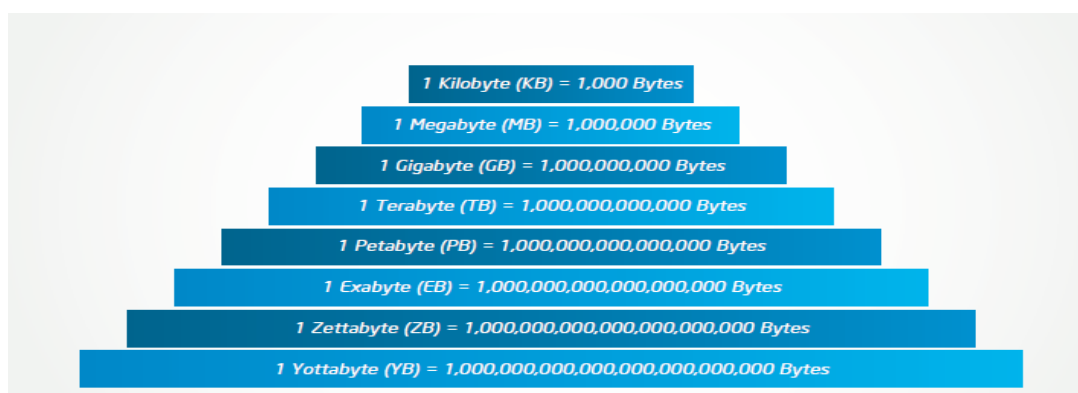 1 Kilobyte (KB) = 1,000 Bytes
1 Megabyte (MB) = 1,000,000 Bytes
1 Gigabyte (GB) = 1,000,000,000 Bytes
1 Terabyte (TB) = 1,000,000,000,000 Bytes
1 Petabyte (PB) = 1,000,000,000,000,000 Bytes
1 Exabyte (EB) = 1,000,000,000,000,000,000 Bytes
1 Zettabyte (ZB) = 1,000,000,000,000,000,000,000 Bytes
1 Yottabyte (YB) = 1,000,000,000,000,000,000,000,000 Bytes